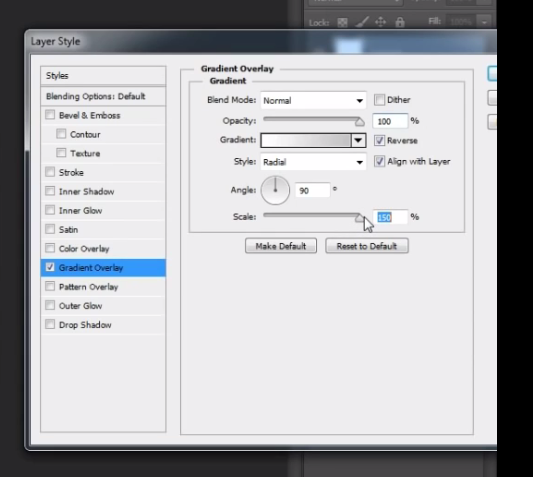 Lock:
Fill: 100%
Layer Style
Styles
Blending Options: Default
Bevel & Emboss
Contour
Texture
Stroke
Inner Shadow
Inner Glow
Satin
Color Overlay
Gradient Overlay
Pattern Overlay
Outer Glow
Drop Shadow
Gradient Overlay
Gradient
Blend Mode: Normal Dither
Opacity: 100 %
Gradient: Reverse
Style: Radial Align with Layer
Angle: 90 °
Scale: 150 %
Make Default Reset to Default